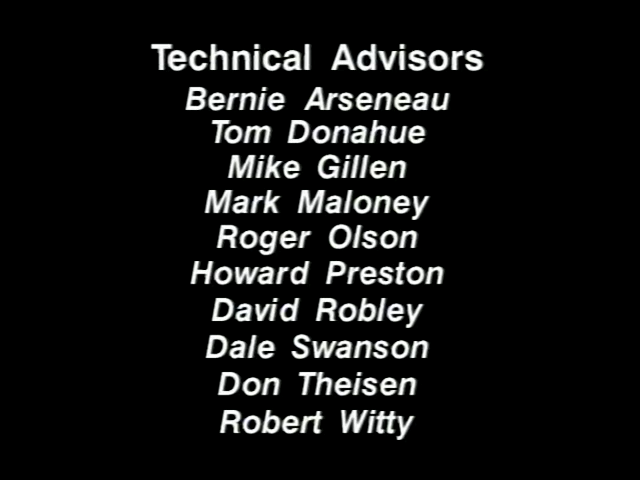 Technical Advisors
Bernie Arseneau
Tom Donahue
Mike Gillen
Mark Maloney
Roger Olson
Howard Preston
David Robley
Dale Swanson
Don Theisen
Robert Witty